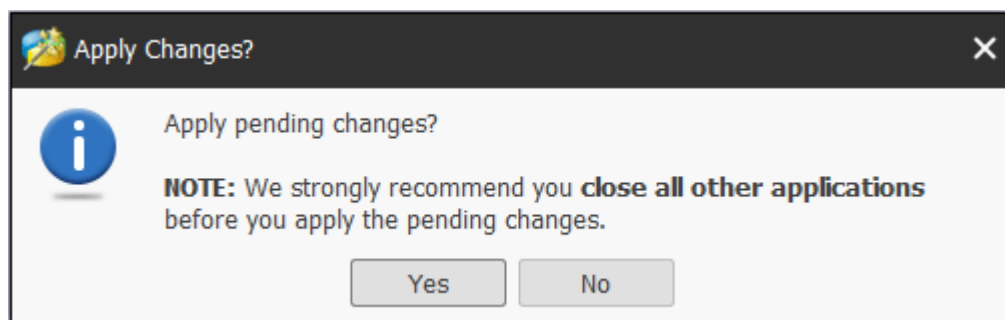 Apply Changes?
Apply pending changes?
NOTE: We strongly recommend you close all other applications
before you apply the pending changes.
Yes No